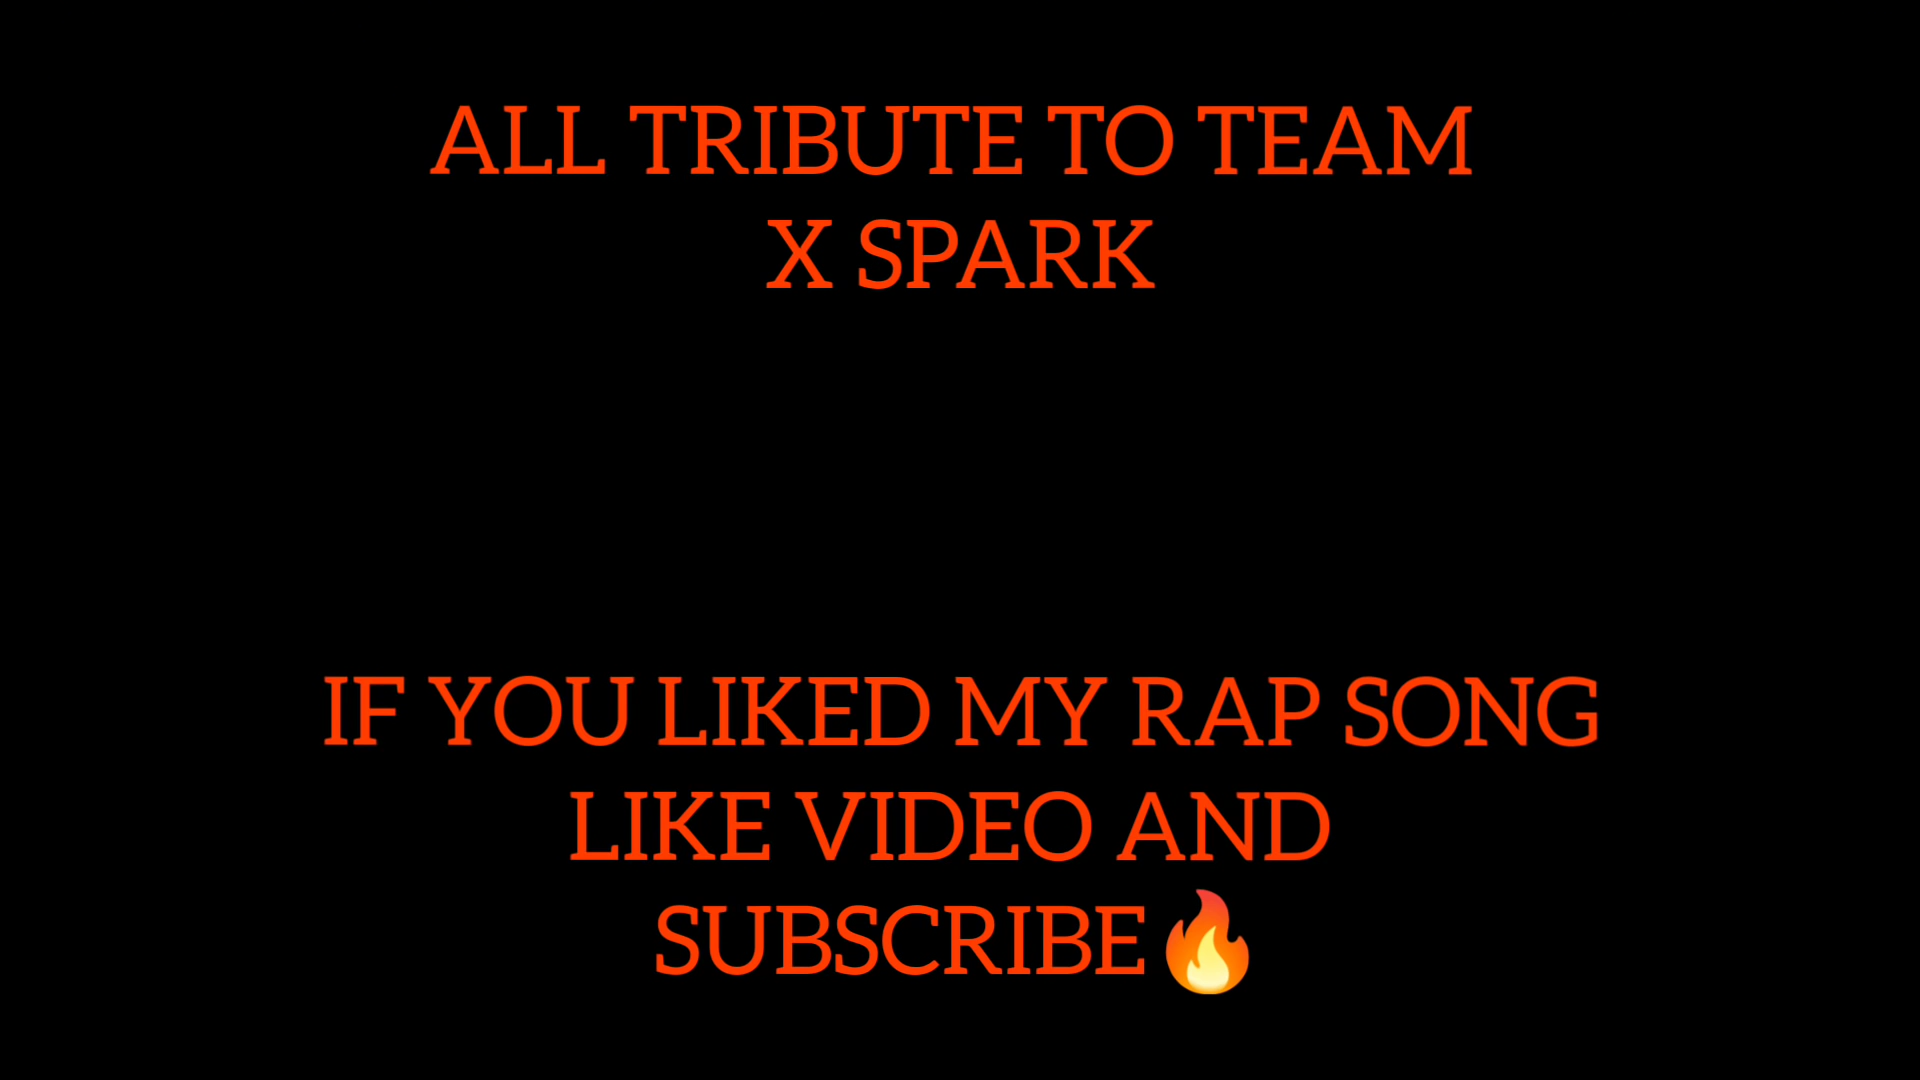 ALL TRIBUTE TO TEAM
X SPARK
IF YOU LIKED MY RAP SONG
LIKE VIDEO AND
SUBSCRIBE🔥